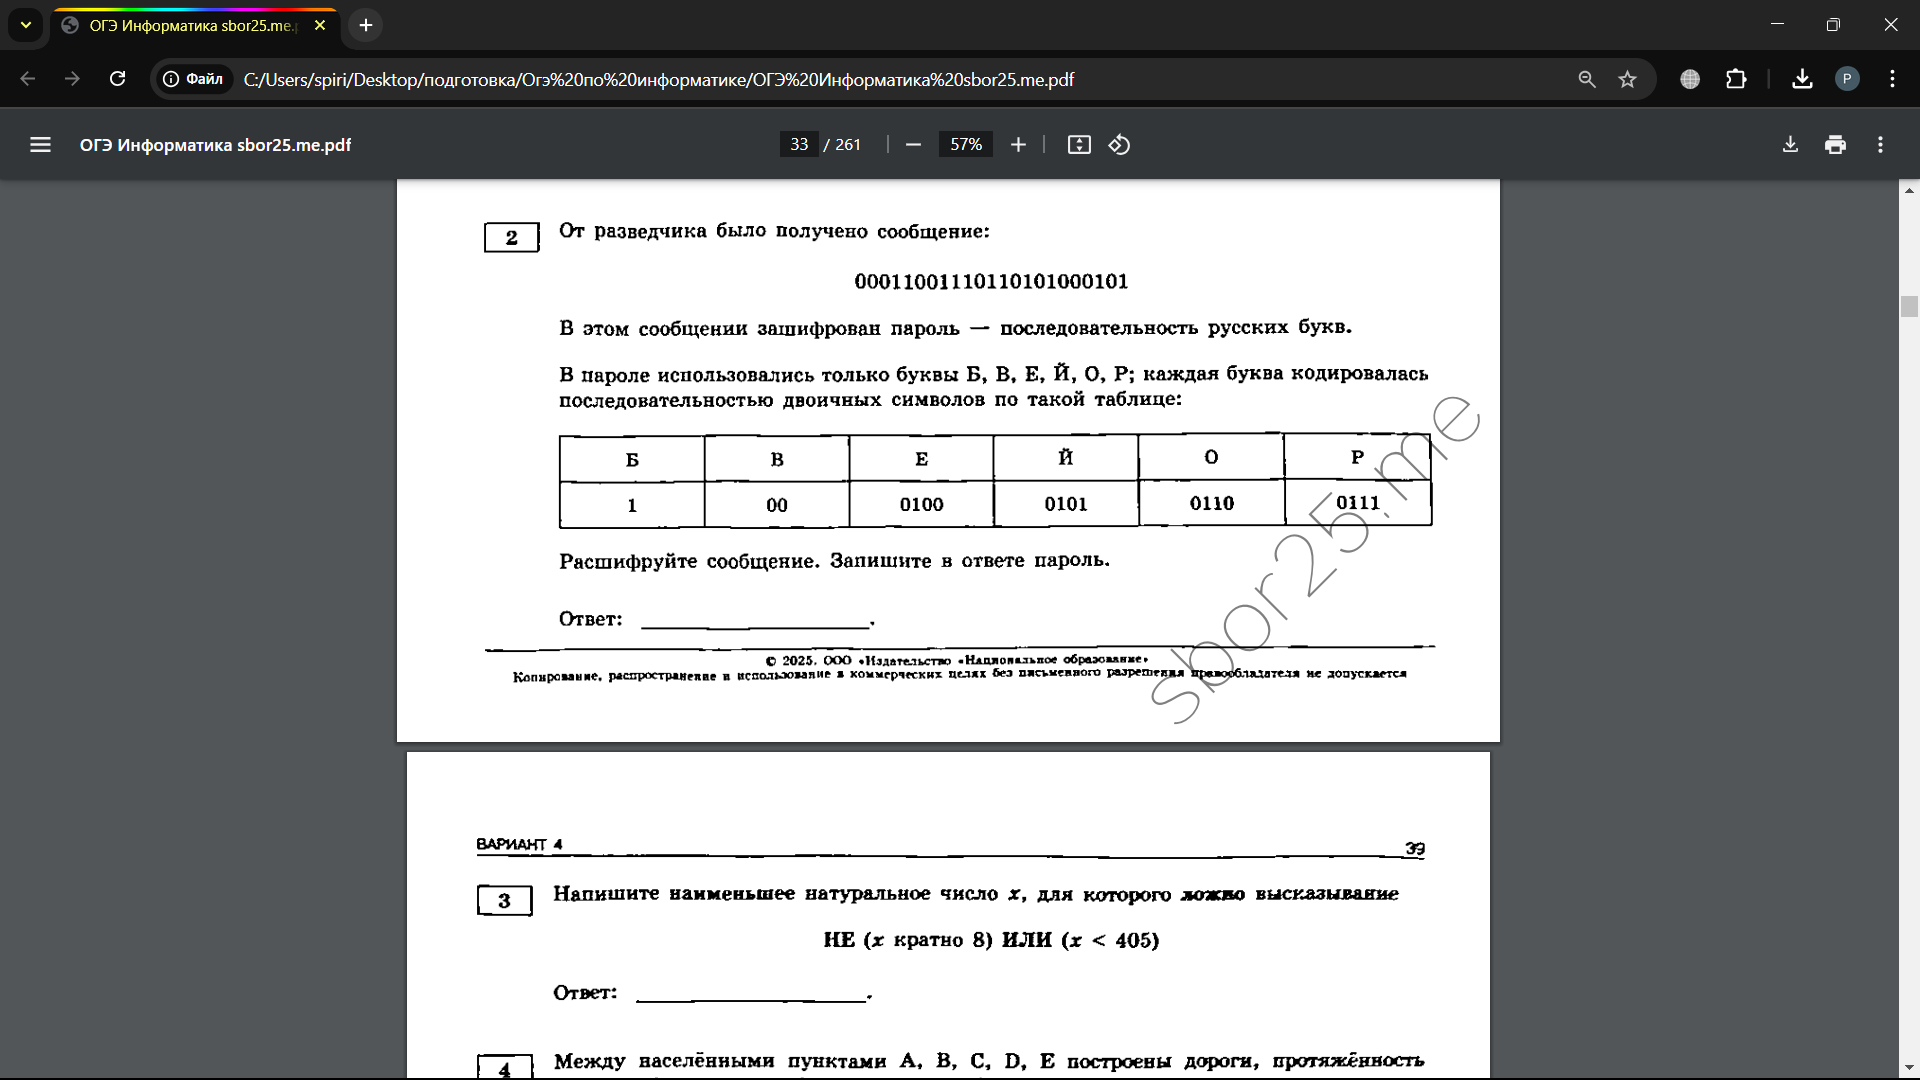 ОГЭ Информатика sbor25.me.
Файл
C:/Users/spiri/Desktop/подготовка/Огэ%20по%20информатике/ОГЭ%20Информатика%20sbor25.me.pdf
P
ОГЭ Информатика sbor25.me.pdf
33 / 261
57%
2
От разведчика было получено сообщение:
0001100111011010100​0101
В этом сообщении зашифрован пароль — последовательность русских букв.
В пароле использовались только буквы Б, В, Е, Й, О, Р; каждая буква кодировалась
последовательностью двоичных символов по такой таблице:
Б В Е Й О Р
1 00 0100 0101 0110 0111
Расшифруйте сообщение. Запишите в ответе пароль.
Ответ: .
© 2025. ООО «Издательство «Национальное образование»
Копирование, распространение и использование в коммерческих целях без письменного разрешения правообладателя не допускается
sbor25.me
ВАРИАНТ 4
39
3
Напишите наименьшее натуральное число x, для которого ложно высказывание
НЕ (x кратно 8) ИЛИ (x < 405)
Ответ: .
4
Между населёнными пунктами A, B, C, D, E построены дороги, протяжённость